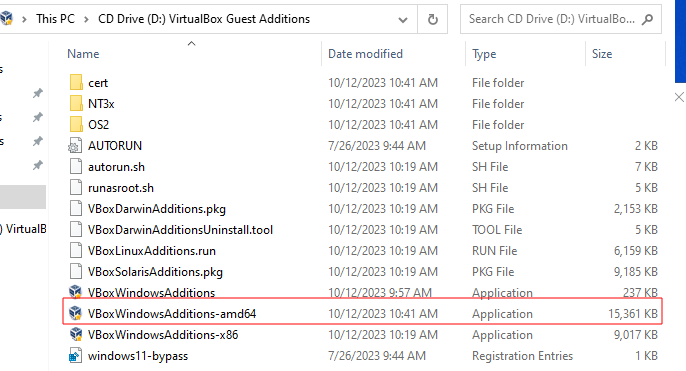 This PC > CD Drive (D:) VirtualBox Guest Additions
Search CD Drive (D:) VirtualBo...
Name Date modified Type Size
cert 10/12/2023 10:41 AM File folder
NT3x 10/12/2023 10:41 AM File folder
OS2 10/12/2023 10:41 AM File folder
AUTORUN 7/26/2023 9:44 AM Setup Information 2 KB
autorun.sh 10/12/2023 10:19 AM SH File 7 KB
runasroot.sh 10/12/2023 10:19 AM SH File 5 KB
VBoxDarwinAdditions.pkg 10/12/2023 10:19 AM PKG File 2,153 KB
VBoxDarwinAdditionsUninstall.tool 10/12/2023 10:19 AM TOOL File 5 KB
) VirtualB VBoxLinuxAdditions.run 10/12/2023 10:19 AM RUN File 6,159 KB
VBoxSolarisAdditions.pkg 10/12/2023 10:19 AM PKG File 9,185 KB
VBoxWindowsAdditions 10/12/2023 9:57 AM Application 237 KB
VBoxWindowsAdditions-amd64 10/12/2023 10:41 AM Application 15,361 KB
VBoxWindowsAdditions-x86 10/12/2023 10:19 AM Application 9,017 KB
windows11-bypass 7/26/2023 9:44 AM Registration Entries 1 KB